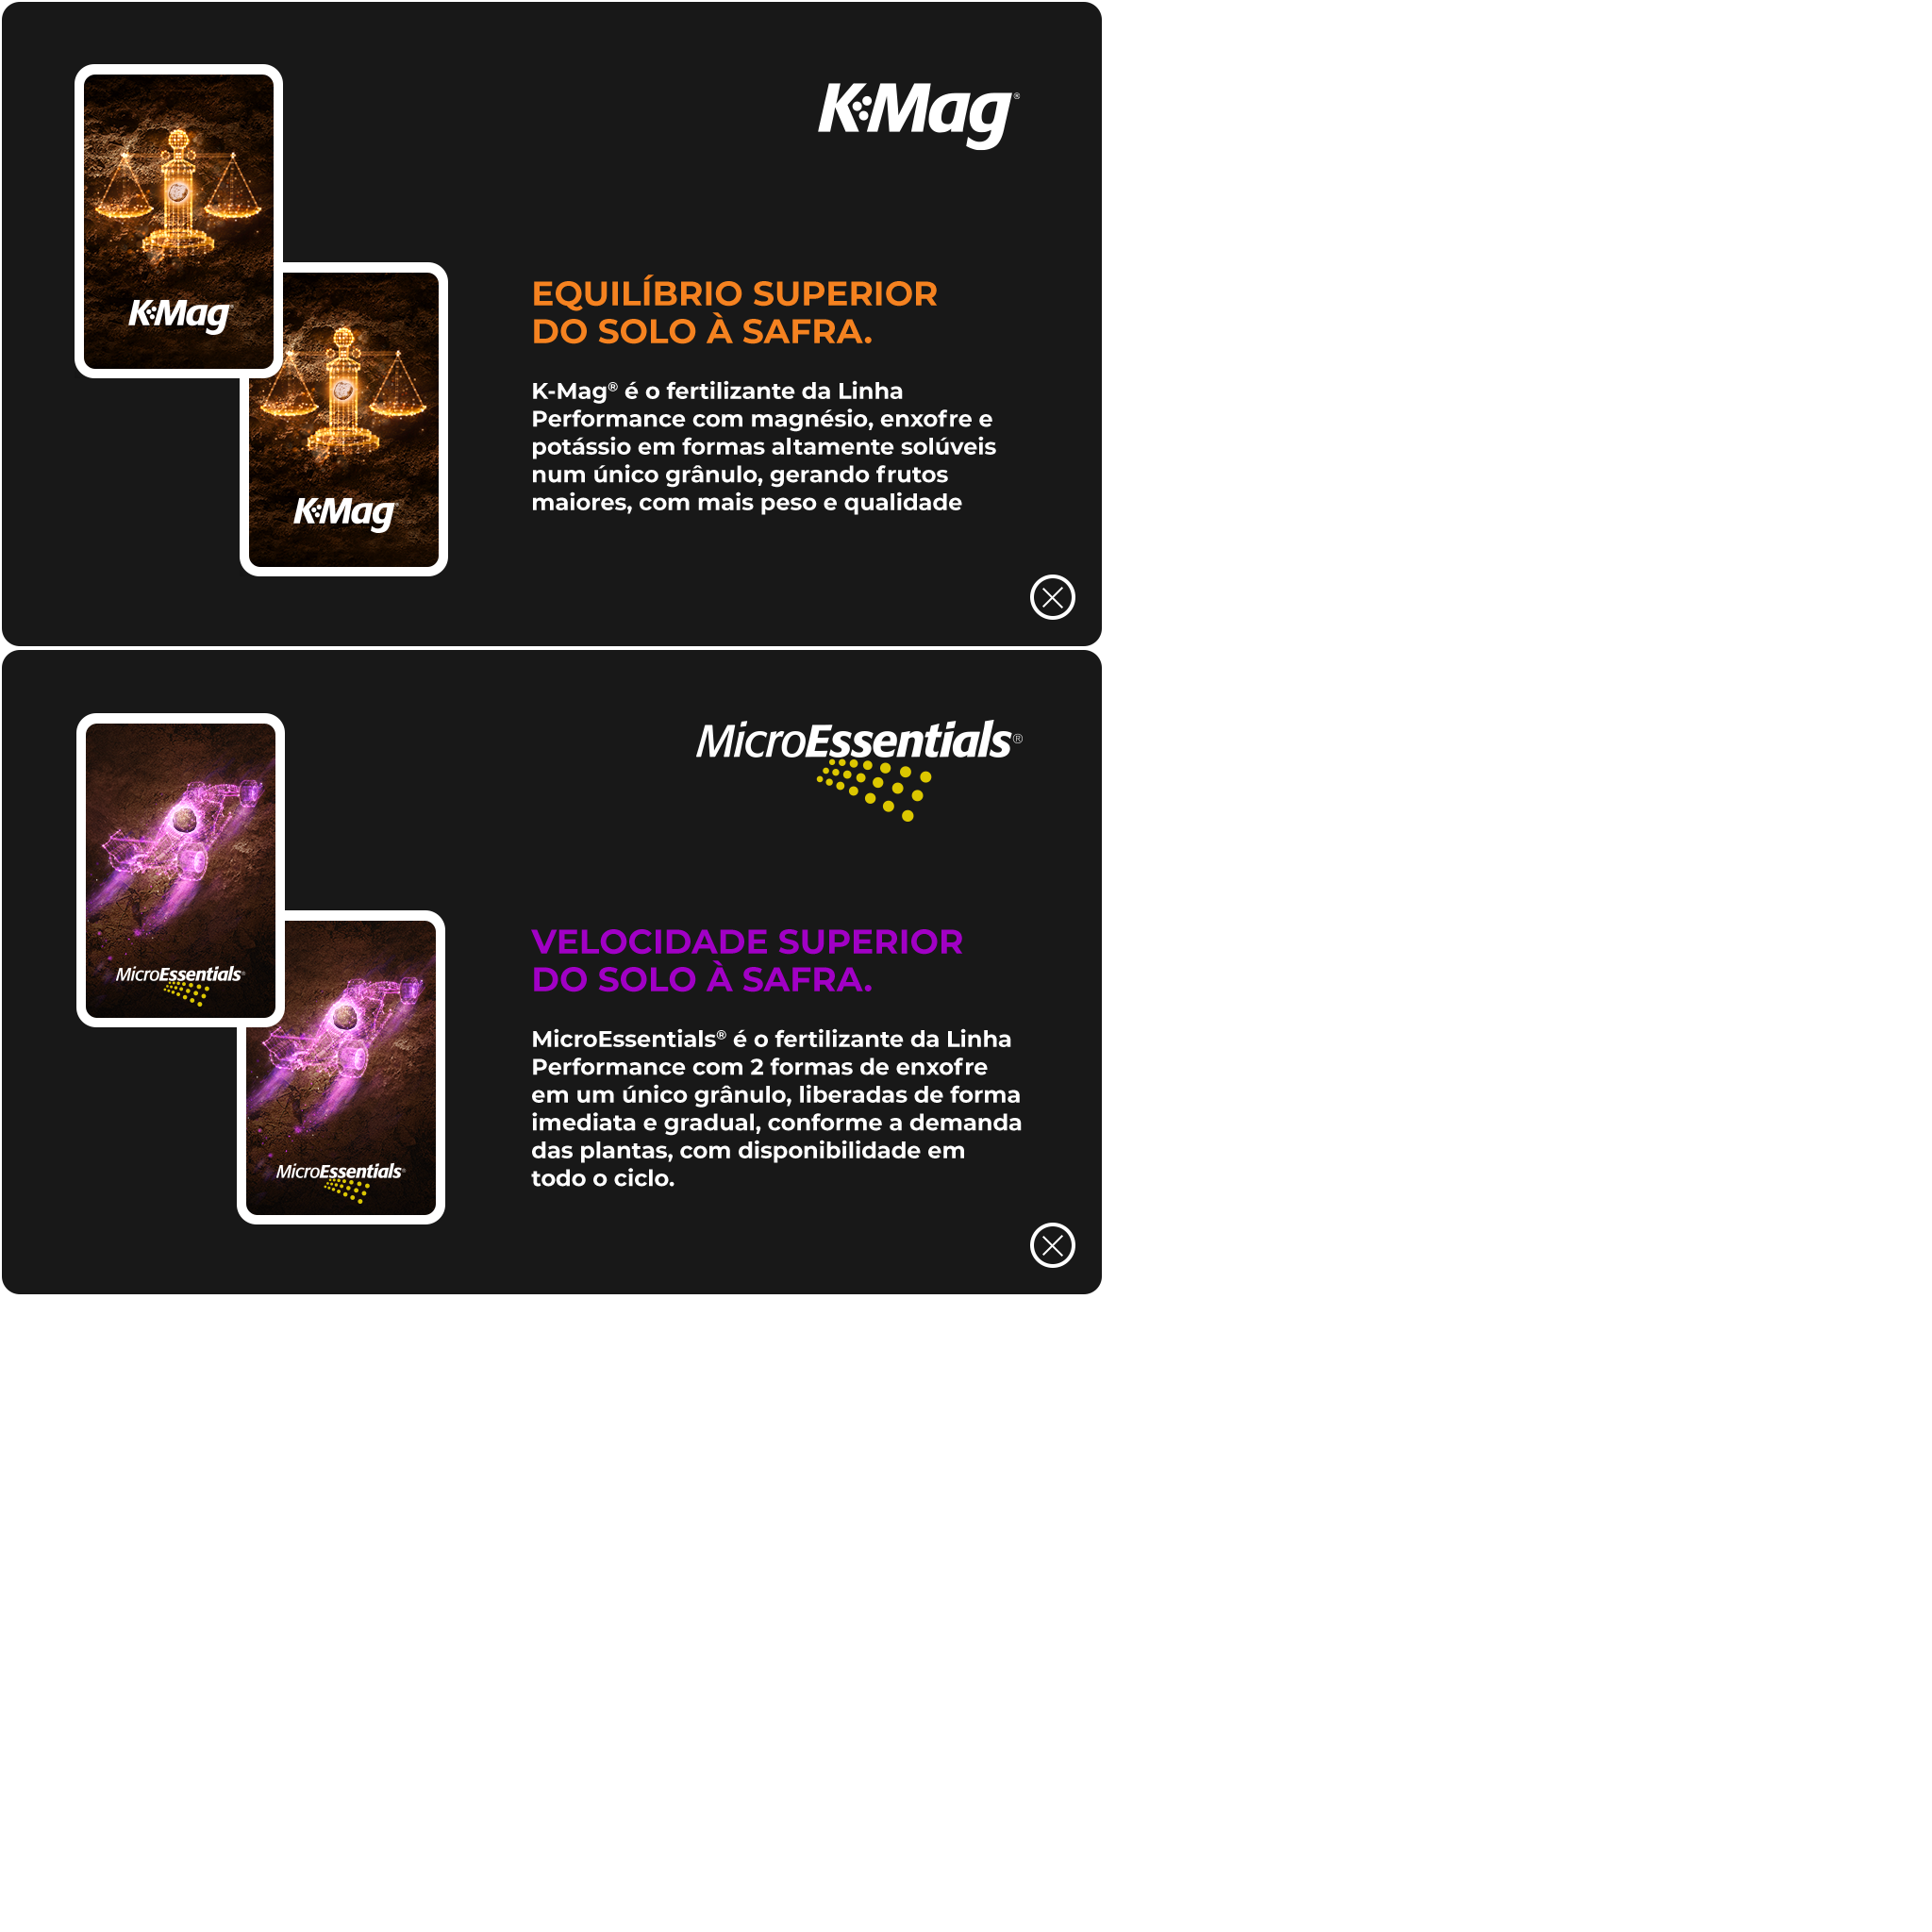 K-Mag®
K-Mag
K-Mag
EQUILÍBRIO SUPERIOR
DO SOLO À SAFRA.
K-Mag® é o fertilizante da Linha
Performance com magnésio, enxofre e
potássio em formas altamente solúveis
num único grânulo, gerando frutos
maiores, com mais peso e qualidade
MicroEssentials®
MicroEssentials®
MicroEssentials®
VELOCIDADE SUPERIOR
DO SOLO À SAFRA.
MicroEssentials® é o fertilizante da Linha
Performance com 2 formas de enxofre
em um único grânulo, liberadas de forma
imediata e gradual, conforme a demanda
das plantas, com disponibilidade em
todo o ciclo.